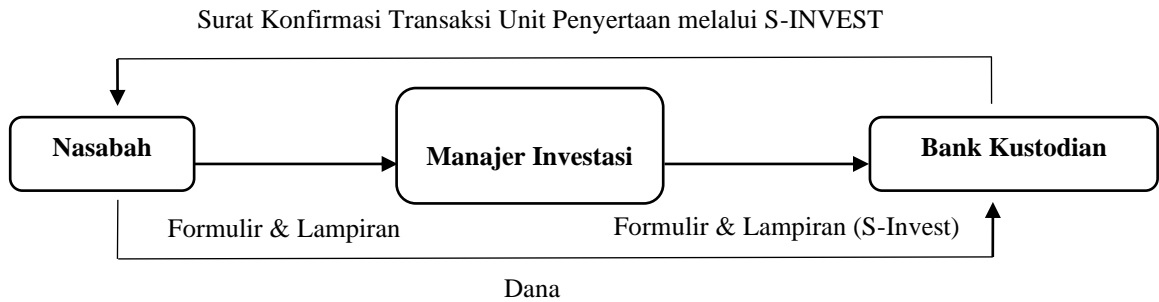 Surat Konfirmasi Transaksi Unit Penyertaan melalui S-INVEST
Nasabah
Manajer Investasi
Bank Kustodian
Formulir & Lampiran
Formulir & Lampiran (S-Invest)
Dana